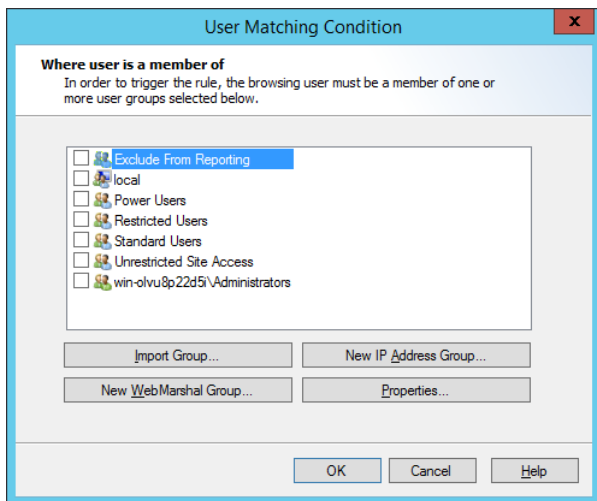 User Matching Condition
x
Where user is a member of
In order to trigger the rule, the browsing user must be a member of one or
more user groups selected below.
Exclude From Reporting
local
Power Users
Restricted Users
Standard Users
Unrestricted Site Access
win-olvu8p22d5i\Administrators
Import Group...
New IP Address Group...
New WebMarshal Group...
Properties...
OK
Cancel
Help